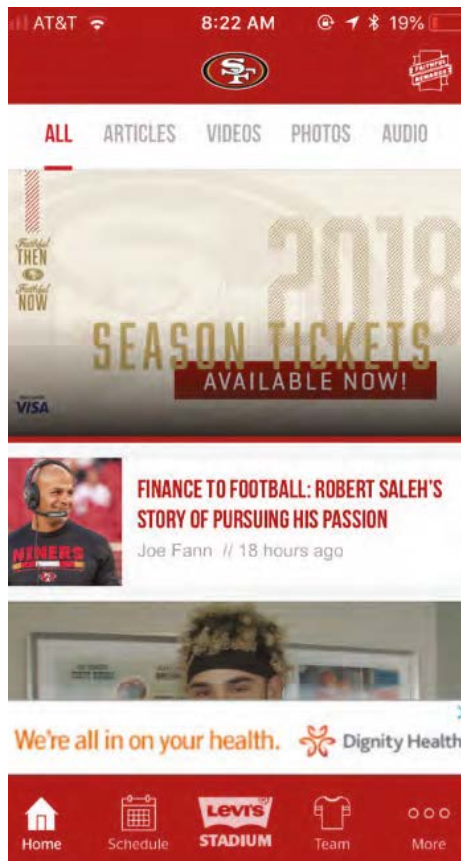 AT&T 8:22 AM 19%
SF
FAITHFUL
REWARDS
ALL ARTICLES VIDEOS PHOTOS AUDIO
Faithful
THEN
Faithful
NOW
2018
SEASON TICKETS
AVAILABLE NOW!
VISA
NINERS
FINANCE TO FOOTBALL: ROBERT SALEH'S
STORY OF PURSUING HIS PASSION
Joe Fann // 18 hours ago
We're all in on your health. Dignity Health
Home Schedule LEVI'S STADIUM Team More